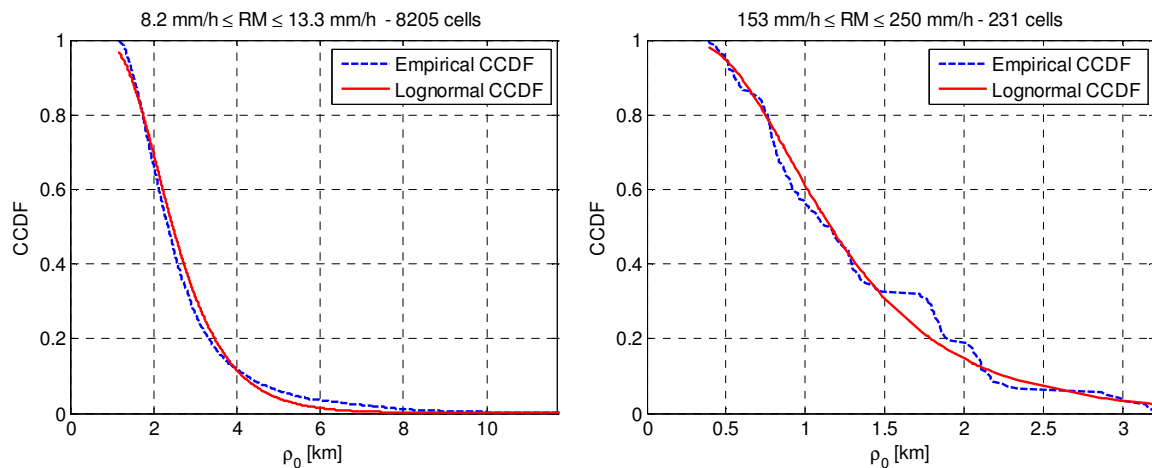 8.2 mm/h ≤ RM ≤ 13.3 mm/h - 8205 cells
1
0.8
0.6
0.4
0.2
0
CCDF
2
4
6
8
10
ρ0 [km]
Empirical CCDF
Lognormal CCDF
153 mm/h ≤ RM ≤ 250 mm/h - 231 cells
1
0.8
0.6
0.4
0.2
0
CCDF
0
0.5
1
1.5
2
2.5
3
ρ0 [km]
Empirical CCDF
Lognormal CCDF